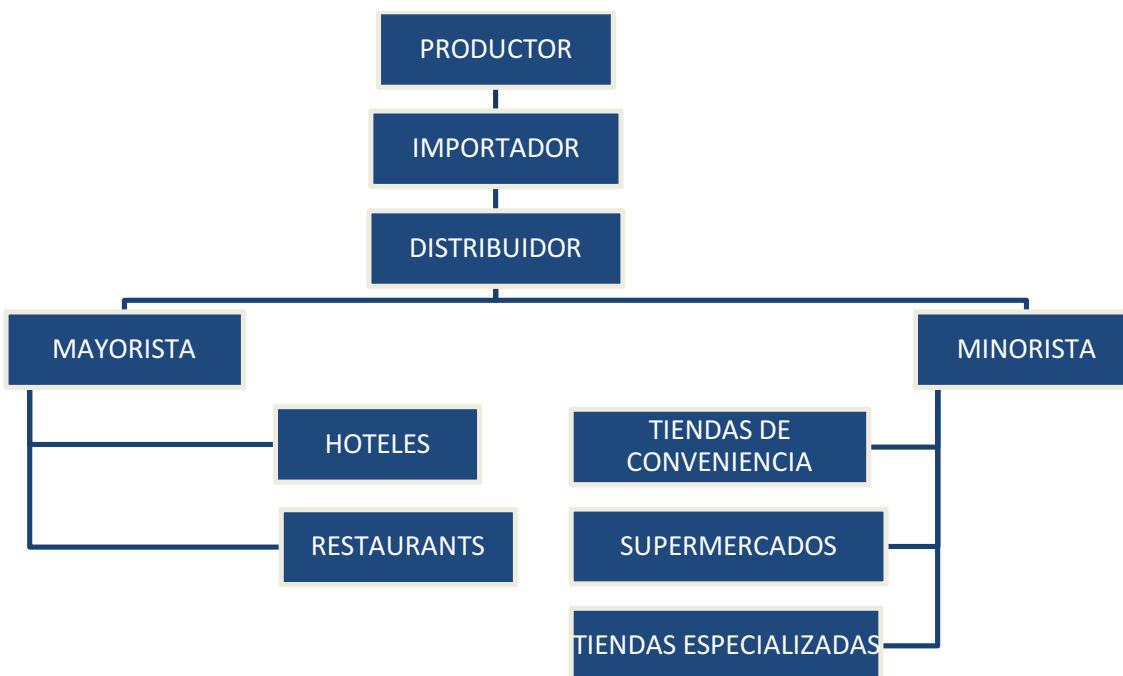 PRODUCTOR
IMPORTADOR
DISTRIBUIDOR
MAYORISTA
MINORISTA
HOTELES
TIENDAS DE
CONVENIENCIA
RESTAURANTS
SUPERMERCADOS
TIENDAS ESPECIALIZADAS